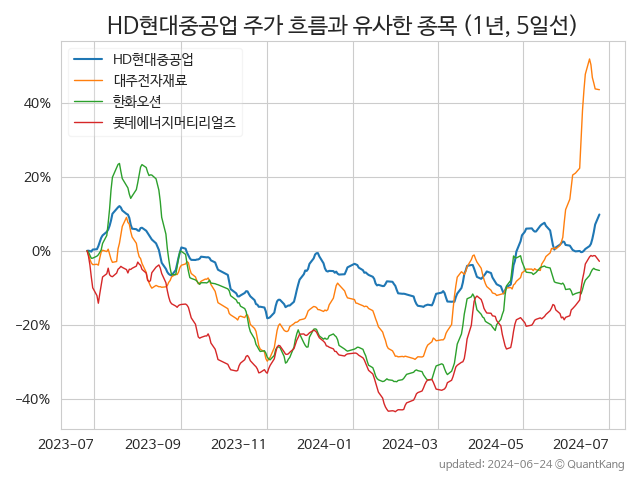 HD현대중공업 주가 흐름과 유사한 종목 (1년, 5일선)
HD현대중공업
대주전자재료
한화오션
롯데에너지머티리얼즈
40%
20%
0%
−20%
−40%
2023-07 2023-09 2023-11 2024-01 2024-03 2024-05 2024-07
updated: 2024-06-24 © QuantKang